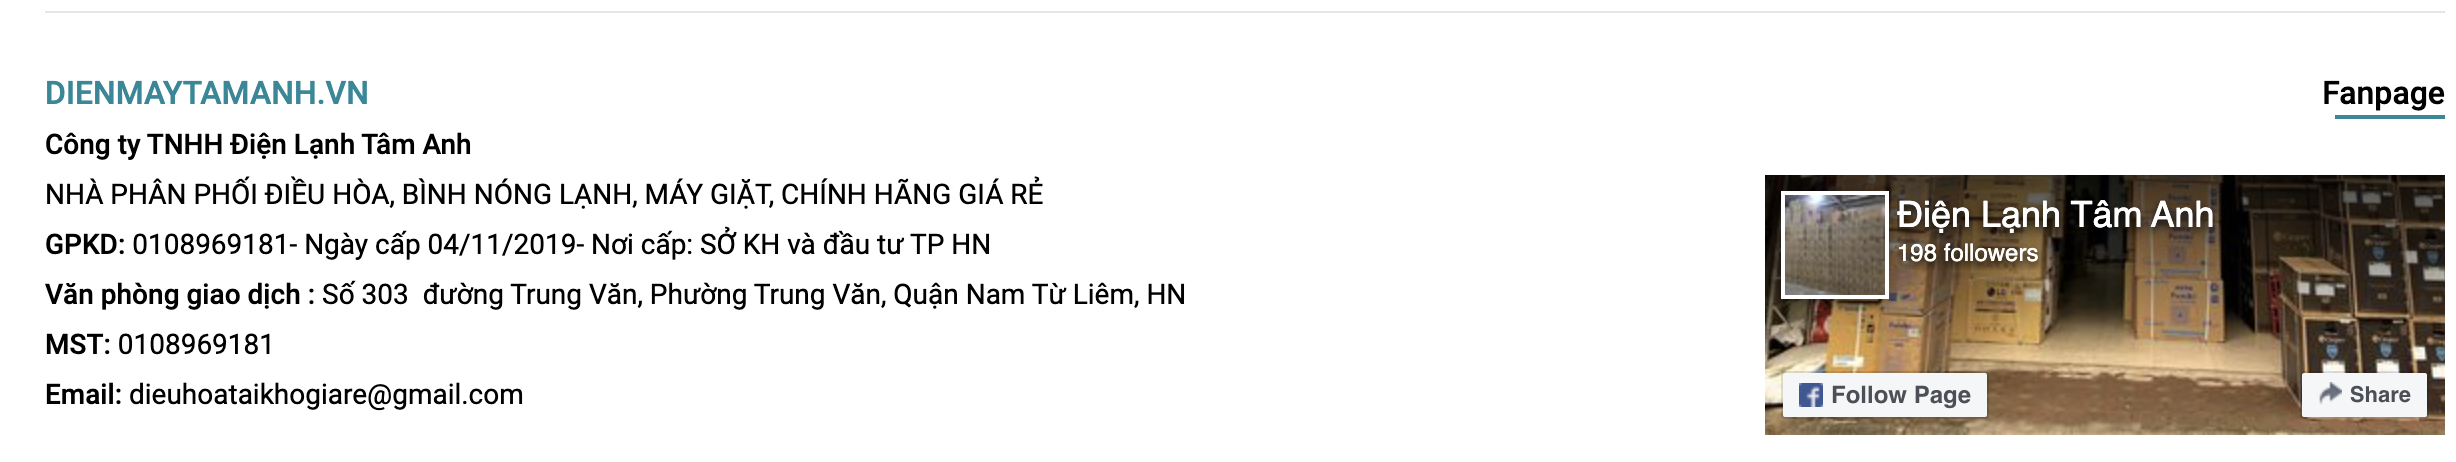 DIENMAYTAMANH.VN
Công ty TNHH Điện Lạnh Tâm Anh
NHÀ PHÂN PHỐI ĐIỀU HÒA, BÌNH NÓNG LẠNH, MÁY GIẶT, CHÍNH HÃNG GIÁ RẺ
GPKD: 0108969181- Ngày cấp 04/11/2019- Nơi cấp: SỞ KH và đầu tư TP HN
Văn phòng giao dịch : Số 303  đường Trung Văn, Phường Trung Văn, Quận Nam Từ Liêm, HN
MST: 0108969181
Email: dieuhoataikhogiare@gmail.com
Fanpage
Điện Lạnh Tâm Anh
198 followers
Follow Page
Share